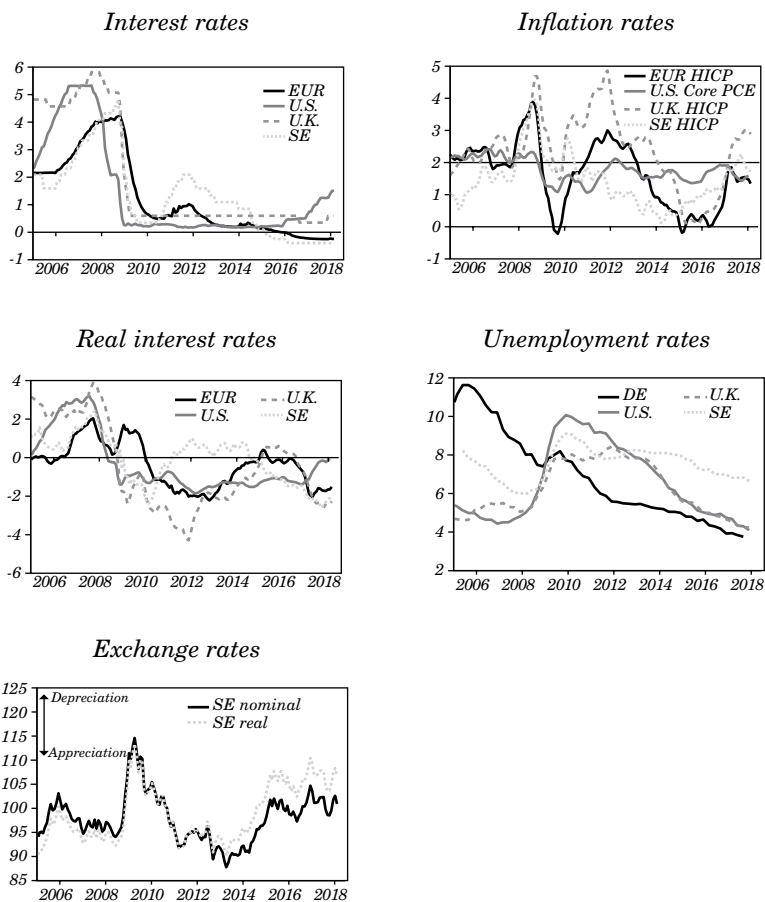 Interest rates
6
5
4
3
2
1
0
-1
EUR
U.S.
U.K.
SE
2006 2008 2010 2012 2014 2016 2018
Inflation rates
5
4
3
2
1
0
-1
EUR HICP
U.S. Core PCE
U.K. HICP
SE HICP
2006 2008 2010 2012 2014 2016 2018
Real interest rates
4
2
0
-2
-4
-6
EUR U.K.
U.S. SE
2006 2008 2010 2012 2014 2016 2018
Unemployment rates
12
10
8
6
4
2
DE U.K.
U.S. SE
2006 2008 2010 2012 2014 2016 2018
Exchange rates
125
120
115
110
105
100
95
90
85
Depreciation
Appreciation
SE nominal
SE real
2006 2008 2010 2012 2014 2016 2018